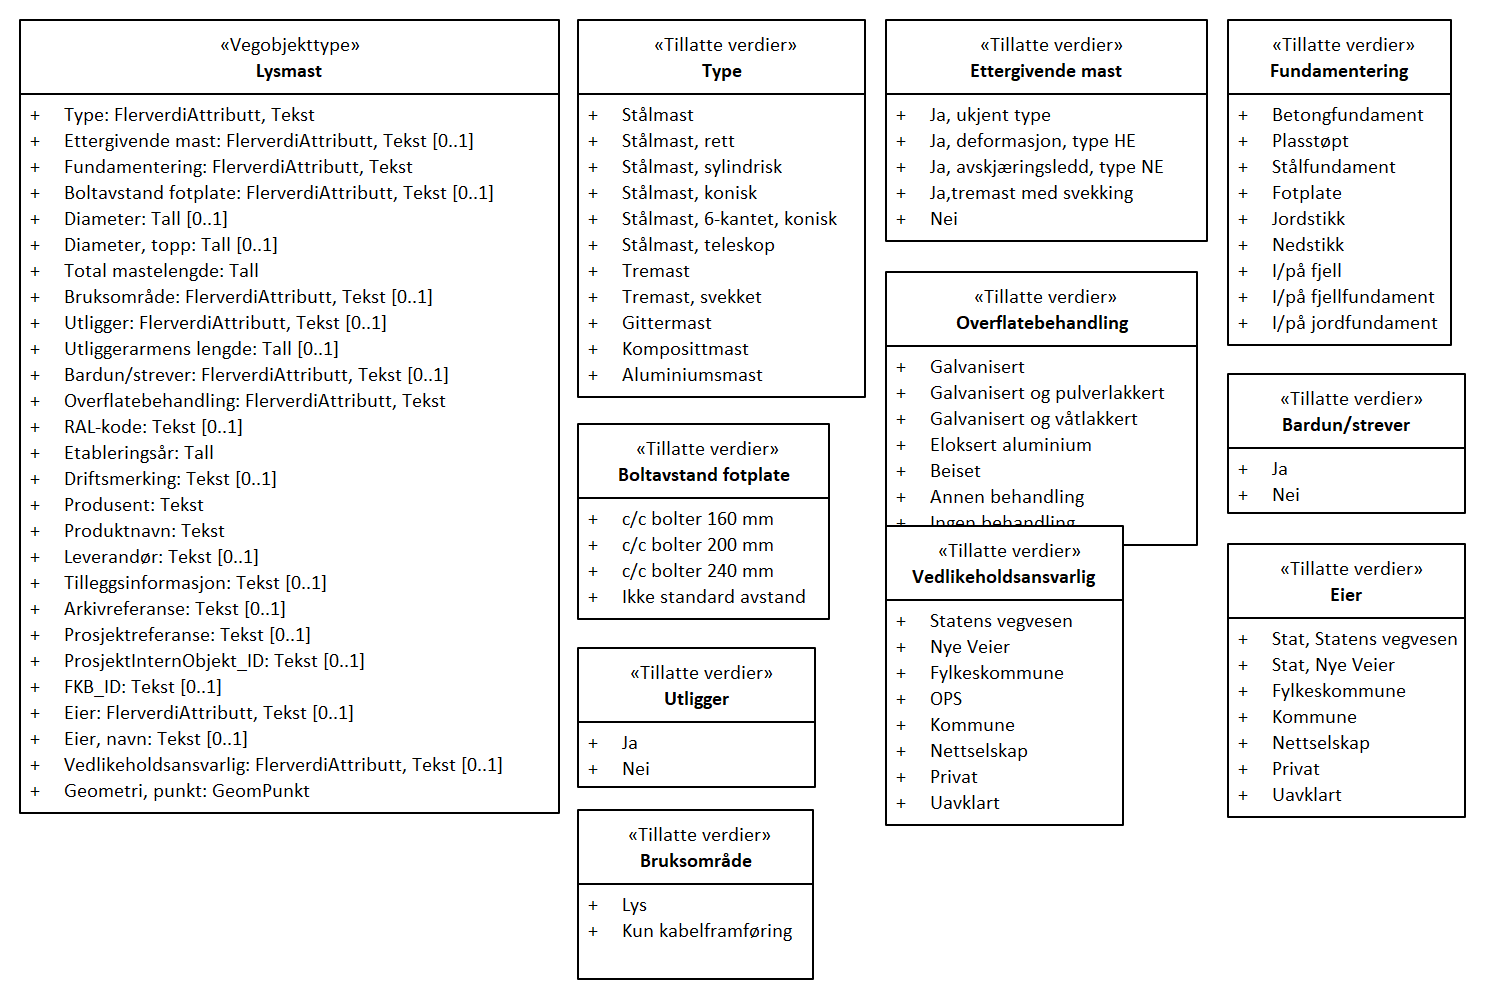 «Vegobjekttype»
Lysmast
+ Type: FlerverdiAttributt, Tekst
+ Ettergivende mast: FlerverdiAttributt, Tekst [0..1]
+ Fundamentering: FlerverdiAttributt, Tekst
+ Boltavstand fotplate: FlerverdiAttributt, Tekst [0..1]
+ Diameter: Tall [0..1]
+ Diameter, topp: Tall [0..1]
+ Total mastelengde: Tall
+ Bruksområde: FlerverdiAttributt, Tekst [0..1]
+ Utligger: FlerverdiAttributt, Tekst [0..1]
+ Utliggerarmens lengde: Tall [0..1]
+ Bardun/strever: FlerverdiAttributt, Tekst [0..1]
+ Overflatebehandling: FlerverdiAttributt, Tekst
+ RAL-kode: Tekst [0..1]
+ Etableringsår: Tall
+ Driftsmerking: Tekst [0..1]
+ Produsent: Tekst
+ Produktnavn: Tekst
+ Leverandør: Tekst [0..1]
+ Tilleggsinformasjon: Tekst [0..1]
+ Arkivreferanse: Tekst [0..1]
+ Prosjektreferanse: Tekst [0..1]
+ ProsjektInternObjekt_ID: Tekst [0..1]
+ FKB_ID: Tekst [0..1]
+ Eier: FlerverdiAttributt, Tekst [0..1]
+ Eier, navn: Tekst [0..1]
+ Vedlikeholdsansvarlig: FlerverdiAttributt, Tekst [0..1]
+ Geometri, punkt: GeomPunkt
«Tillatte verdier»
Type
+ Stålmast
+ Stålmast, rett
+ Stålmast, sylindrisk
+ Stålmast, konisk
+ Stålmast, 6-kantet, konisk
+ Stålmast, teleskop
+ Tremast
+ Tremast, svekket
+ Gittermast
+ Komposittmast
+ Aluminiumsmast
«Tillatte verdier»
Boltavstand fotplate
+ c/c bolter 160 mm
+ c/c bolter 200 mm
+ c/c bolter 240 mm
+ Ikke standard avstand
«Tillatte verdier»
Utligger
+ Ja
+ Nei
«Tillatte verdier»
Bruksområde
+ Lys
+ Kun kabelframføring
«Tillatte verdier»
Ettergivende mast
+ Ja, ukjent type
+ Ja, deformasjon, type HE
+ Ja, avskjæringsledd, type NE
+ Ja,tremast med svekking
+ Nei
«Tillatte verdier»
Overflatebehandling
+ Galvanisert
+ Galvanisert og pulverlakkert
+ Galvanisert og våtlakkert
+ Eloksert aluminium
+ Beiset
+ Annen behandling
+ Ingen behandling
«Tillatte verdier»
Vedlikeholdsansvarlig
+ Statens vegvesen
+ Nye Veier
+ Fylkeskommune
+ OPS
+ Kommune
+ Nettselskap
+ Privat
+ Uavklart
«Tillatte verdier»
Fundamentering
+ Betongfundament
+ Plasstøpt
+ Stålfundament
+ Fotplate
+ Jordstikk
+ Nedstikk
+ I/på fjell
+ I/på fjellfundament
+ I/på jordfundament
«Tillatte verdier»
Bardun/strever
+ Ja
+ Nei
«Tillatte verdier»
Eier
+ Stat, Statens vegvesen
+ Stat, Nye Veier
+ Fylkeskommune
+ Kommune
+ Nettselskap
+ Privat
+ Uavklart